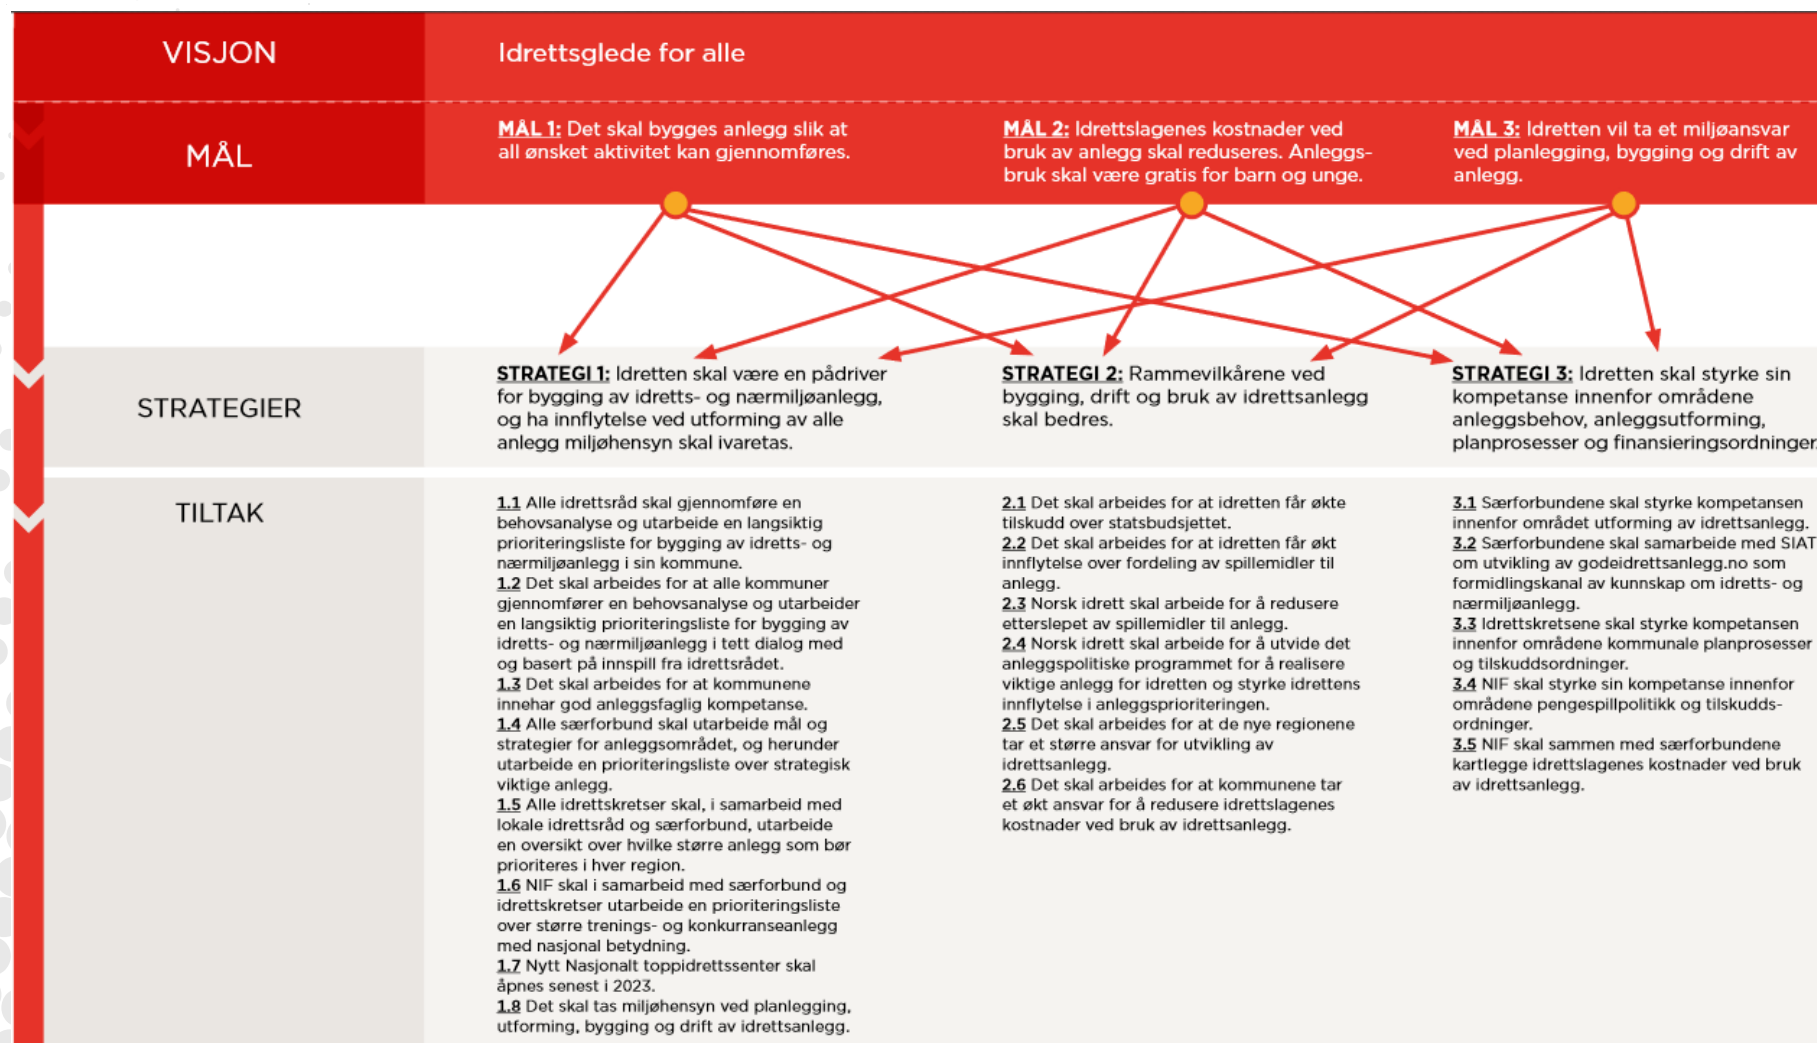 VISJON
Idrettsglede for alle
MÅL
MÅL 1: Det skal bygges anlegg slik at
all ønsket aktivitet kan gjennomføres.
MÅL 2: Idrettslagenes kostnader ved
bruk av anlegg skal reduseres. Anleggs-
bruk skal være gratis for barn og unge.
MÅL 3: Idretten vil ta et miljøansvar
ved planlegging, bygging og drift av
anlegg.
STRATEGIER
STRATEGI 1: Idretten skal være en pådriver
for bygging av idretts- og nærmiljøanlegg,
og ha innflytelse ved utforming av alle
anlegg miljøhensyn skal ivaretas.
STRATEGI 2: Rammevilkårene ved
bygging, drift og bruk av idrettsanlegg
skal bedres.
STRATEGI 3: Idretten skal styrke sin
kompetanse innenfor områdene
anleggsbehov, anleggsutforming,
planprosesser og finansieringsordninger.
TILTAK
1.1 Alle idrettsråd skal gjennomføre en
behovsanalyse og utarbeide en langsiktig
prioriteringsliste for bygging av idretts- og
nærmiljøanlegg i sin kommune.
1.2 Det skal arbeides for at alle kommuner
gjennomfører en behovsanalyse og utarbeider
en langsiktig prioriteringsliste for bygging av
idretts- og nærmiljøanlegg i tett dialog med
og basert på innspill fra idrettsrådet.
1.3 Det skal arbeides for at kommunene
innehar god anleggsfaglig kompetanse.
1.4 Alle særforbund skal utarbeide mål og
strategier for anleggsområdet, og herunder
utarbeide en prioriteringsliste over strategisk
viktige anlegg.
1.5 Alle idrettskretser skal, i samarbeid med
lokale idrettsråd og særforbund, utarbeide
en oversikt over hvilke større anlegg som bør
prioriteres i hver region.
1.6 NIF skal i samarbeid med særforbund og
idrettskretser utarbeide en prioriteringsliste
over større trenings- og konkurranseanlegg
med nasjonal betydning.
1.7 Nytt Nasjonalt toppidrettssenter skal
åpnes senest i 2023.
1.8 Det skal tas miljøhensyn ved planlegging,
utforming, bygging og drift av idrettsanlegg.
2.1 Det skal arbeides for at idretten får økte
tilskudd over statsbudsjettet.
2.2 Det skal arbeides for at idretten får økt
innflytelse over fordeling av spillemidler til
anlegg.
2.3 Norsk idrett skal arbeide for å redusere
etterslepet av spillemidler til anlegg.
2.4 Norsk idrett skal arbeide for å utvide det
anleggspolitiske programmet for å realisere
viktige anlegg for idretten og styrke idrettens
innflytelse i anleggsprioriteringen.
2.5 Det skal arbeides for at de nye regionene
tar et større ansvar for utvikling av
idrettsanlegg.
2.6 Det skal arbeides for at kommunene tar
et økt ansvar for å redusere idrettslagenes
kostnader ved bruk av idrettsanlegg.
3.1 Særforbundene skal styrke kompetansen
innenfor området utforming av idrettsanlegg.
3.2 Særforbundene skal samarbeide med SIAT
om utvikling av godeidrettsanlegg.no som
formidlingskanal av kunnskap om idretts- og
nærmiljøanlegg.
3.3 Idrettskretsene skal styrke kompetansen
innenfor områdene kommunale planprosesser
og tilskuddsordninger.
3.4 NIF skal styrke sin kompetanse innenfor
områdene pengespillpolitikk og tilskudds-
ordninger.
3.5 NIF skal sammen med særforbundene
kartlegge idrettslagenes kostnader ved bruk
av idrettsanlegg.